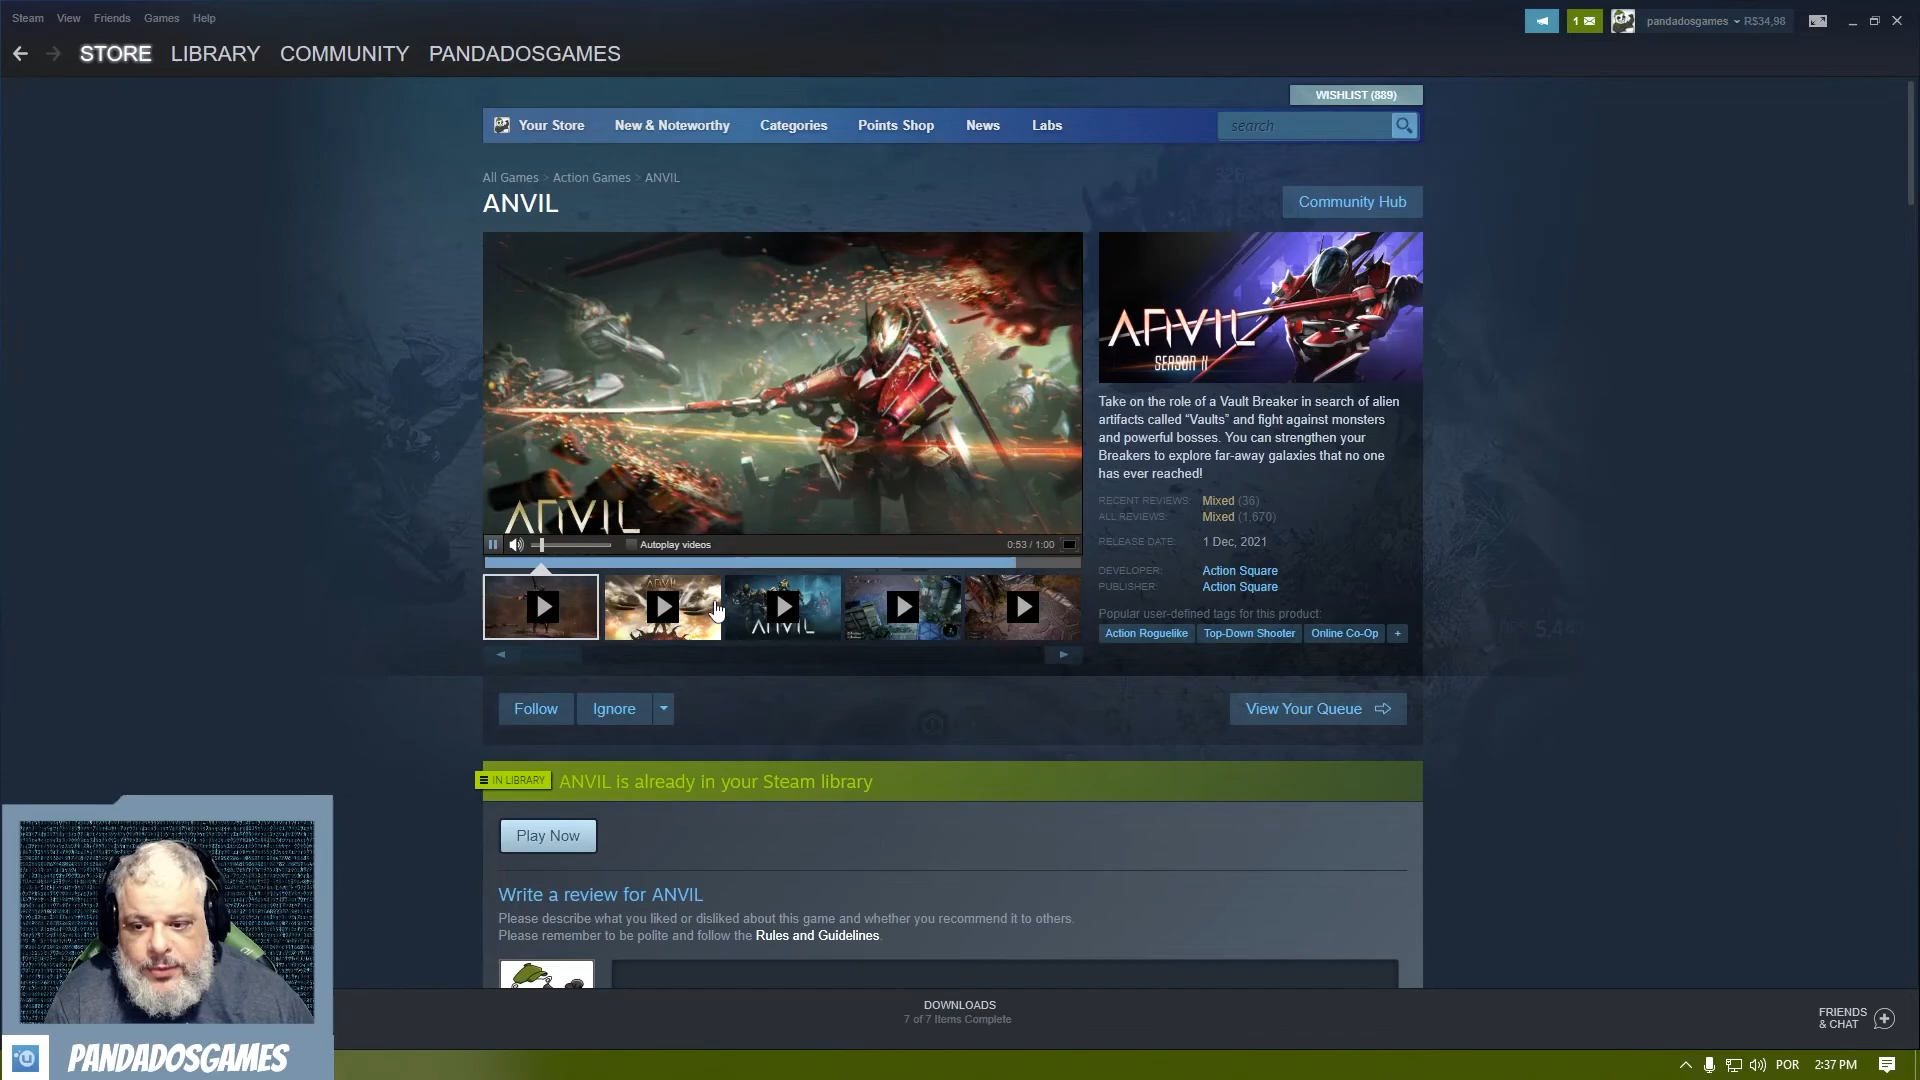 Steam View Friends Games Help
1
pandadosgames R$34,98
STORE LIBRARY COMMUNITY PANDADOSGAMES
WISHLIST (889)
Your Store New & Noteworthy Categories Points Shop News Labs
search
All Games > Action Games > ANVIL
ANVIL
Community Hub
ANVIL
SEASON II
Take on the role of a Vault Breaker in search of alien
artifacts called “Vaults” and fight against monsters
and powerful bosses. You can strengthen your
Breakers to explore far-away galaxies that no one
has ever reached!
RECENT REVIEWS: Mixed (36)
ALL REVIEWS: Mixed (1,670)
RELEASE DATE: 1 Dec, 2021
DEVELOPER: Action Square
PUBLISHER: Action Square
Popular user-defined tags for this product:
Action Roguelike Top-Down Shooter Online Co-Op +
ANVIL
Autoplay videos 0:53 / 1:00
ANVIL
ANVIL
Follow Ignore
View Your Queue
IN LIBRARY ANVIL is already in your Steam library
Play Now
Write a review for ANVIL
Please describe what you liked or disliked about this game and whether you recommend it to others.
Please remember to be polite and follow the Rules and Guidelines.
DOWNLOADS
7 of 7 Items Complete
FRIENDS
& CHAT
PANDADOSGAMES
POR 2:37 PM